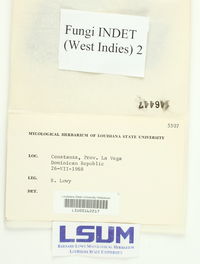 Fungi INDET
(West Indies) 2
46447
5507
MYCOLOGICAL HERBARIUM OF LOUISIANA STATE UNIVERSITY
LOC. Constanza, Prov. La Vega
Dominican Republic
26-VII-1968
LEG. B. Lowy
DET.
LSUM
BERNARD LOWY MYCOLOGICAL HERBARIUM
LOUISIANA STATE UNIVERSITY